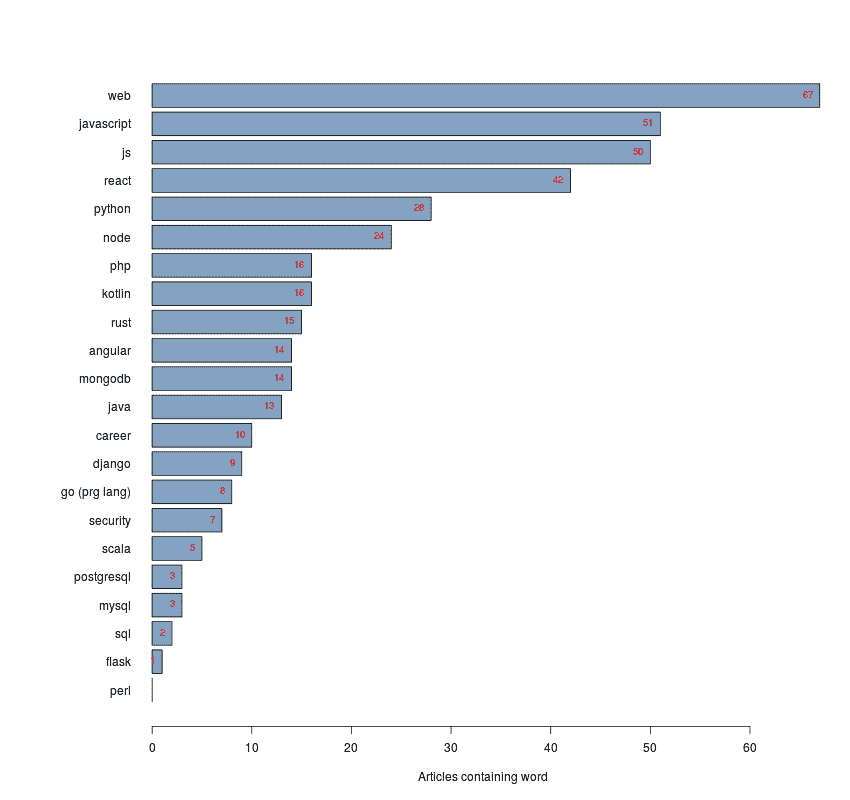 web 67
javascript 51
js 50
react 42
python 28
node 24
php 16
kotlin 16
rust 15
angular 14
mongodb 14
java 13
career 10
django 9
go (prg lang) 8
security 7
scala 5
postgresql 3
mysql 3
sql 2
flask 1
perl
0 10 20 30 40 50 60
Articles containing word